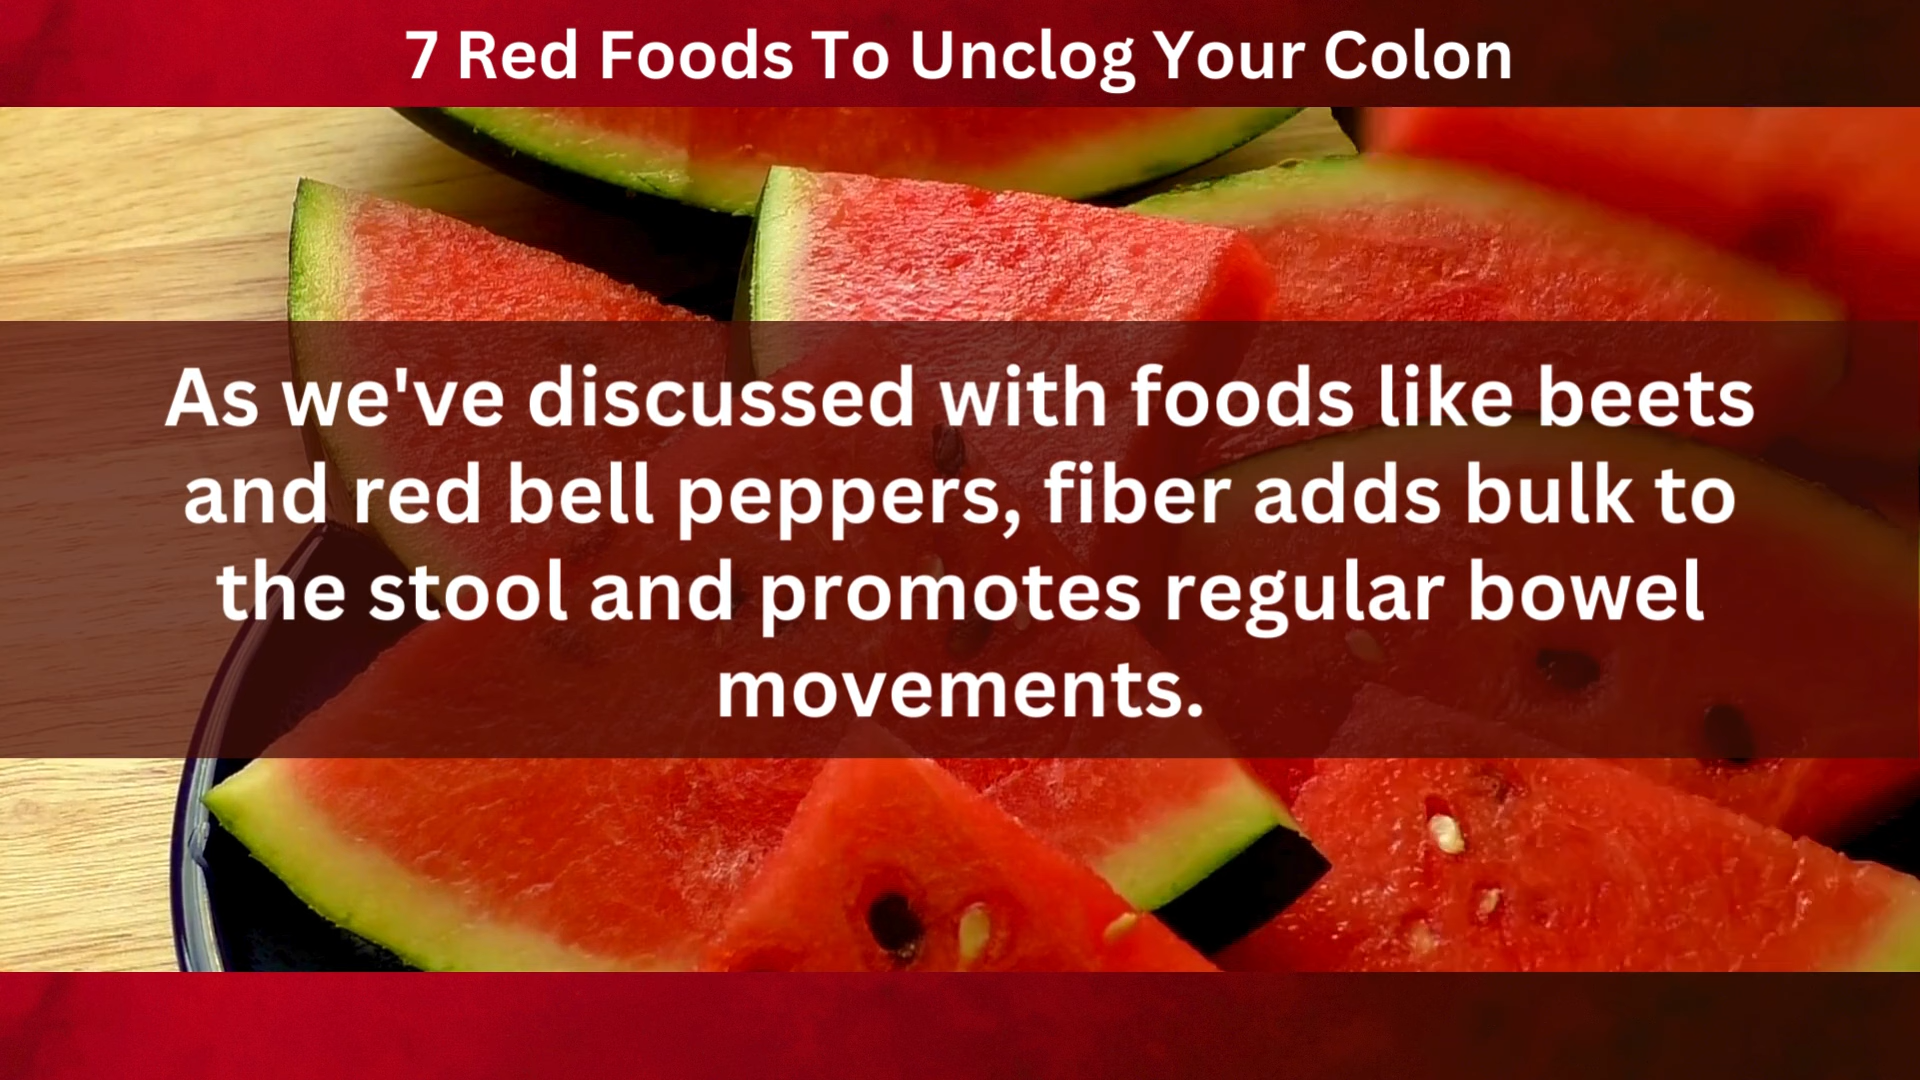 7 Red Foods To Unclog Your Colon
As we've discussed with foods like beets
and red bell peppers, fiber adds bulk to
the stool and promotes regular bowel
movements.